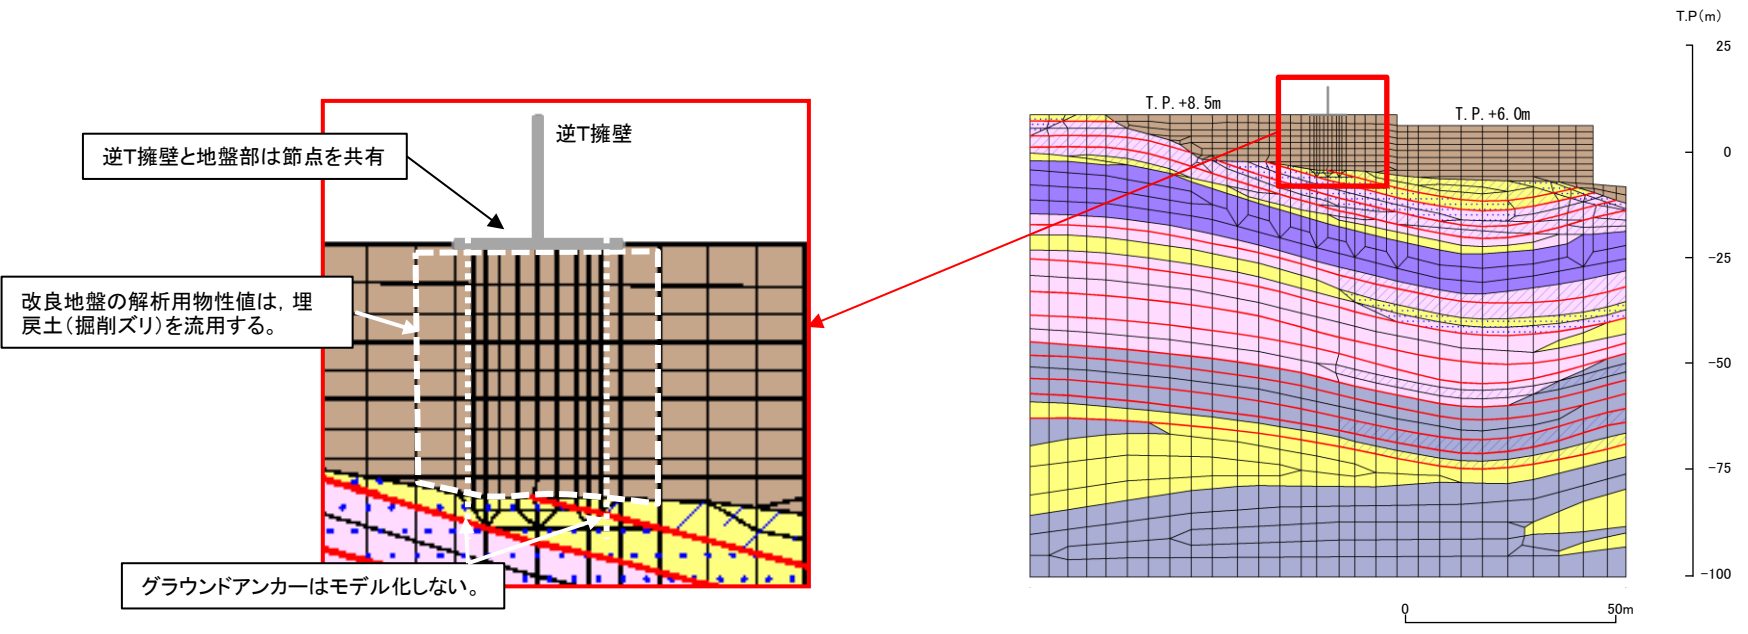 逆T擁壁と地盤部は節点を共有
逆T擁壁
改良地盤の解析用物性値は，埋
戻土（掘削ズリ）を流用する。
グラウンドアンカーはモデル化しない。
T.P（m）
T.P.+8.5m
T.P.+6.0m
25
0
-25
-50
-75
-100
0
50m